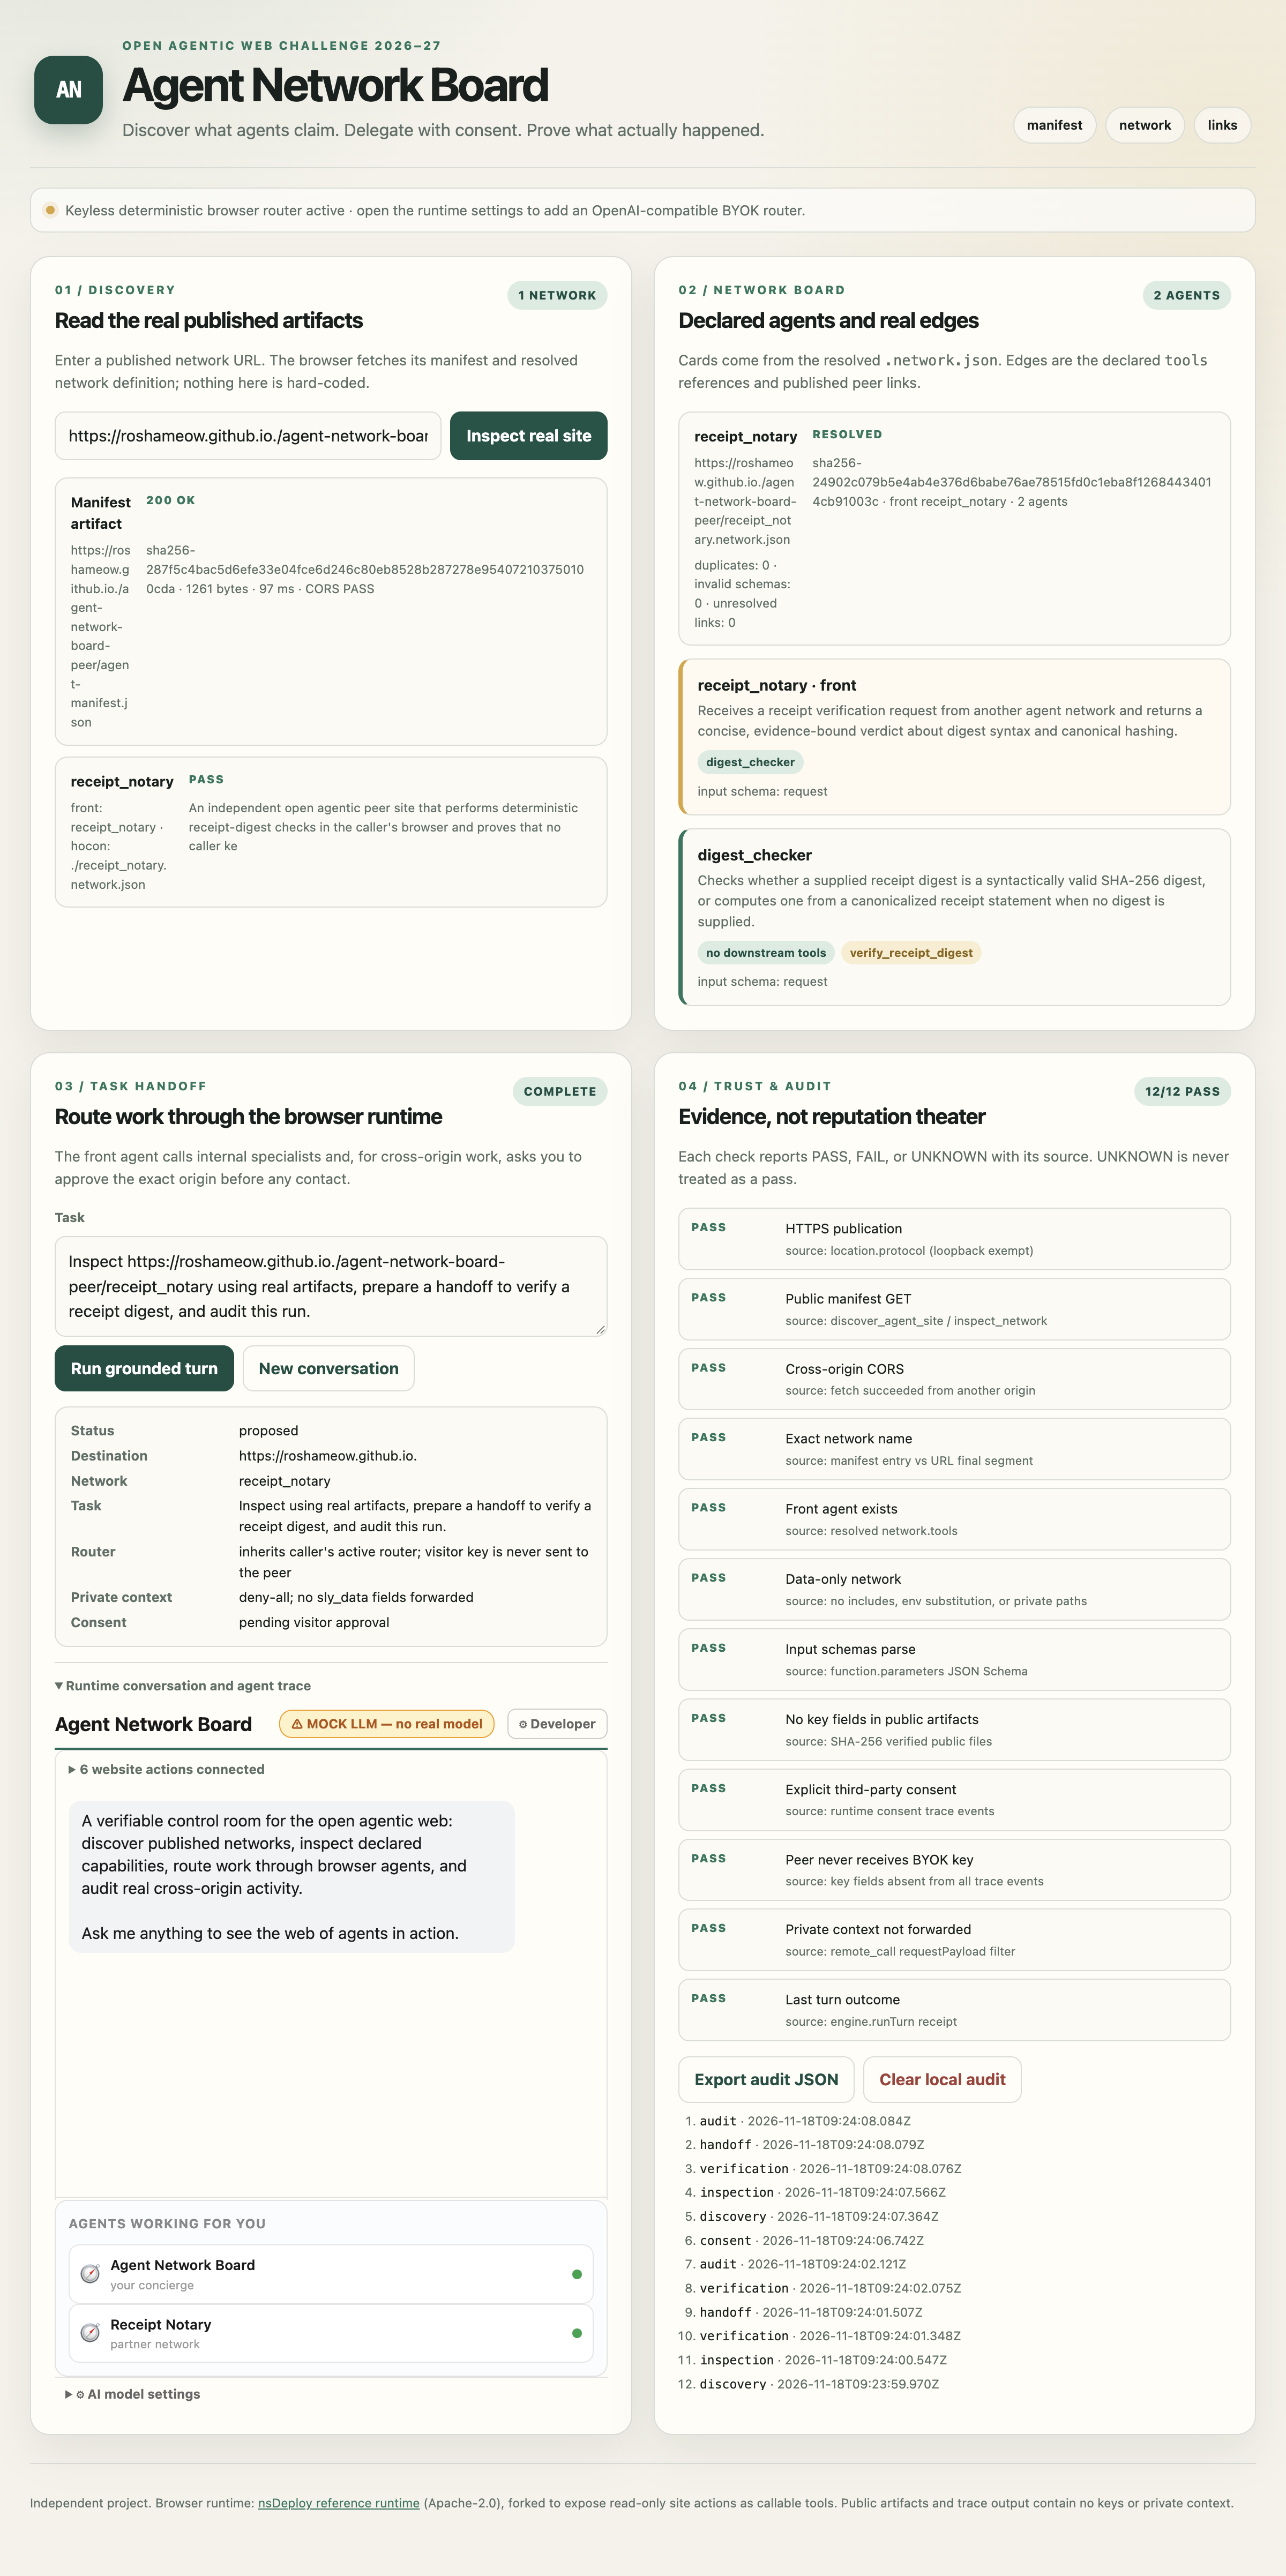 AN
OPEN AGENTIC WEB CHALLENGE 2026–27
Agent Network Board
Discover what agents claim. Delegate with consent. Prove what actually happened.
manifest
network
links
Keyless deterministic browser router active · open the runtime settings to add an OpenAI-compatible BYOK router.
01 / DISCOVERY
1 NETWORK
Read the real published artifacts
Enter a published network URL. The browser fetches its manifest and resolved
network definition; nothing here is hard-coded.
https://roshameow.github.io./agent-network-boar
Inspect real site
Manifest
artifact
200 OK
https://ros
hameow.g
ithub.io./a
gent-
network-
board-
peer/agen
t-
manifest.j
son
sha256-
287f5c4bac5d6efe33e04fce6d246c80eb8528b287278e95407210375010
0cda · 1261 bytes · 97 ms · CORS PASS
receipt_notary
PASS
front:
receipt_notary ·
hocon:
./receipt_notary.
network.json
An independent open agentic peer site that performs deterministic
receipt-digest checks in the caller's browser and proves that no
caller ke
02 / NETWORK BOARD
2 AGENTS
Declared agents and real edges
Cards come from the resolved .network.json. Edges are the declared tools
references and published peer links.
receipt_notary
RESOLVED
https://roshameo
w.github.io./agen
t-network-board-
peer/receipt_not
ary.network.json
duplicates: 0 ·
invalid schemas:
0 · unresolved
links: 0
sha256-
24902c079b5e4ab4e376d6babe76ae78515fd0c1eba8f1268443401
4cb91003c · front receipt_notary · 2 agents
receipt_notary · front
Receives a receipt verification request from another agent network and returns a
concise, evidence-bound verdict about digest syntax and canonical hashing.
digest_checker
input schema: request
digest_checker
Checks whether a supplied receipt digest is a syntactically valid SHA-256 digest,
or computes one from a canonicalized receipt statement when no digest is
supplied.
no downstream tools
verify_receipt_digest
input schema: request
03 / TASK HANDOFF
COMPLETE
Route work through the browser runtime
The front agent calls internal specialists and, for cross-origin work, asks you to
approve the exact origin before any contact.
Task
Inspect https://roshameow.github.io./agent-network-board-
peer/receipt_notary using real artifacts, prepare a handoff to verify a
receipt digest, and audit this run.
Run grounded turn
New conversation
Status proposed
Destination https://roshameow.github.io.
Network receipt_notary
Task Inspect using real artifacts, prepare a handoff to verify a
receipt digest, and audit this run.
Router inherits caller's active router; visitor key is never sent to
the peer
Private context deny-all; no sly_data fields forwarded
Consent pending visitor approval
▼ Runtime conversation and agent trace
Agent Network Board
⚠ MOCK LLM — no real model
⚙ Developer
▶ 6 website actions connected
A verifiable control room for the open agentic web:
discover published networks, inspect declared
capabilities, route work through browser agents, and
audit real cross-origin activity.
Ask me anything to see the web of agents in action.
AGENTS WORKING FOR YOU
Agent Network Board
your concierge
Receipt Notary
partner network
▶ ⚙ AI model settings
04 / TRUST & AUDIT
12/12 PASS
Evidence, not reputation theater
Each check reports PASS, FAIL, or UNKNOWN with its source. UNKNOWN is never
treated as a pass.
PASS HTTPS publication
source: location.protocol (loopback exempt)
PASS Public manifest GET
source: discover_agent_site / inspect_network
PASS Cross-origin CORS
source: fetch succeeded from another origin
PASS Exact network name
source: manifest entry vs URL final segment
PASS Front agent exists
source: resolved network.tools
PASS Data-only network
source: no includes, env substitution, or private paths
PASS Input schemas parse
source: function.parameters JSON Schema
PASS No key fields in public artifacts
source: SHA-256 verified public files
PASS Explicit third-party consent
source: runtime consent trace events
PASS Peer never receives BYOK key
source: key fields absent from all trace events
PASS Private context not forwarded
source: remote_call requestPayload filter
PASS Last turn outcome
source: engine.runTurn receipt
Export audit JSON
Clear local audit
1. audit · 2026-11-18T09:24:08.084Z
2. handoff · 2026-11-18T09:24:08.079Z
3. verification · 2026-11-18T09:24:08.076Z
4. inspection · 2026-11-18T09:24:07.566Z
5. discovery · 2026-11-18T09:24:07.364Z
6. consent · 2026-11-18T09:24:06.742Z
7. audit · 2026-11-18T09:24:02.121Z
8. verification · 2026-11-18T09:24:02.075Z
9. handoff · 2026-11-18T09:24:01.507Z
10. verification · 2026-11-18T09:24:01.348Z
11. inspection · 2026-11-18T09:24:00.547Z
12. discovery · 2026-11-18T09:23:59.970Z
Independent project. Browser runtime: nsDeploy reference runtime (Apache-2.0), forked to expose read-only site actions as callable tools. Public artifacts and trace output contain no keys or private context.